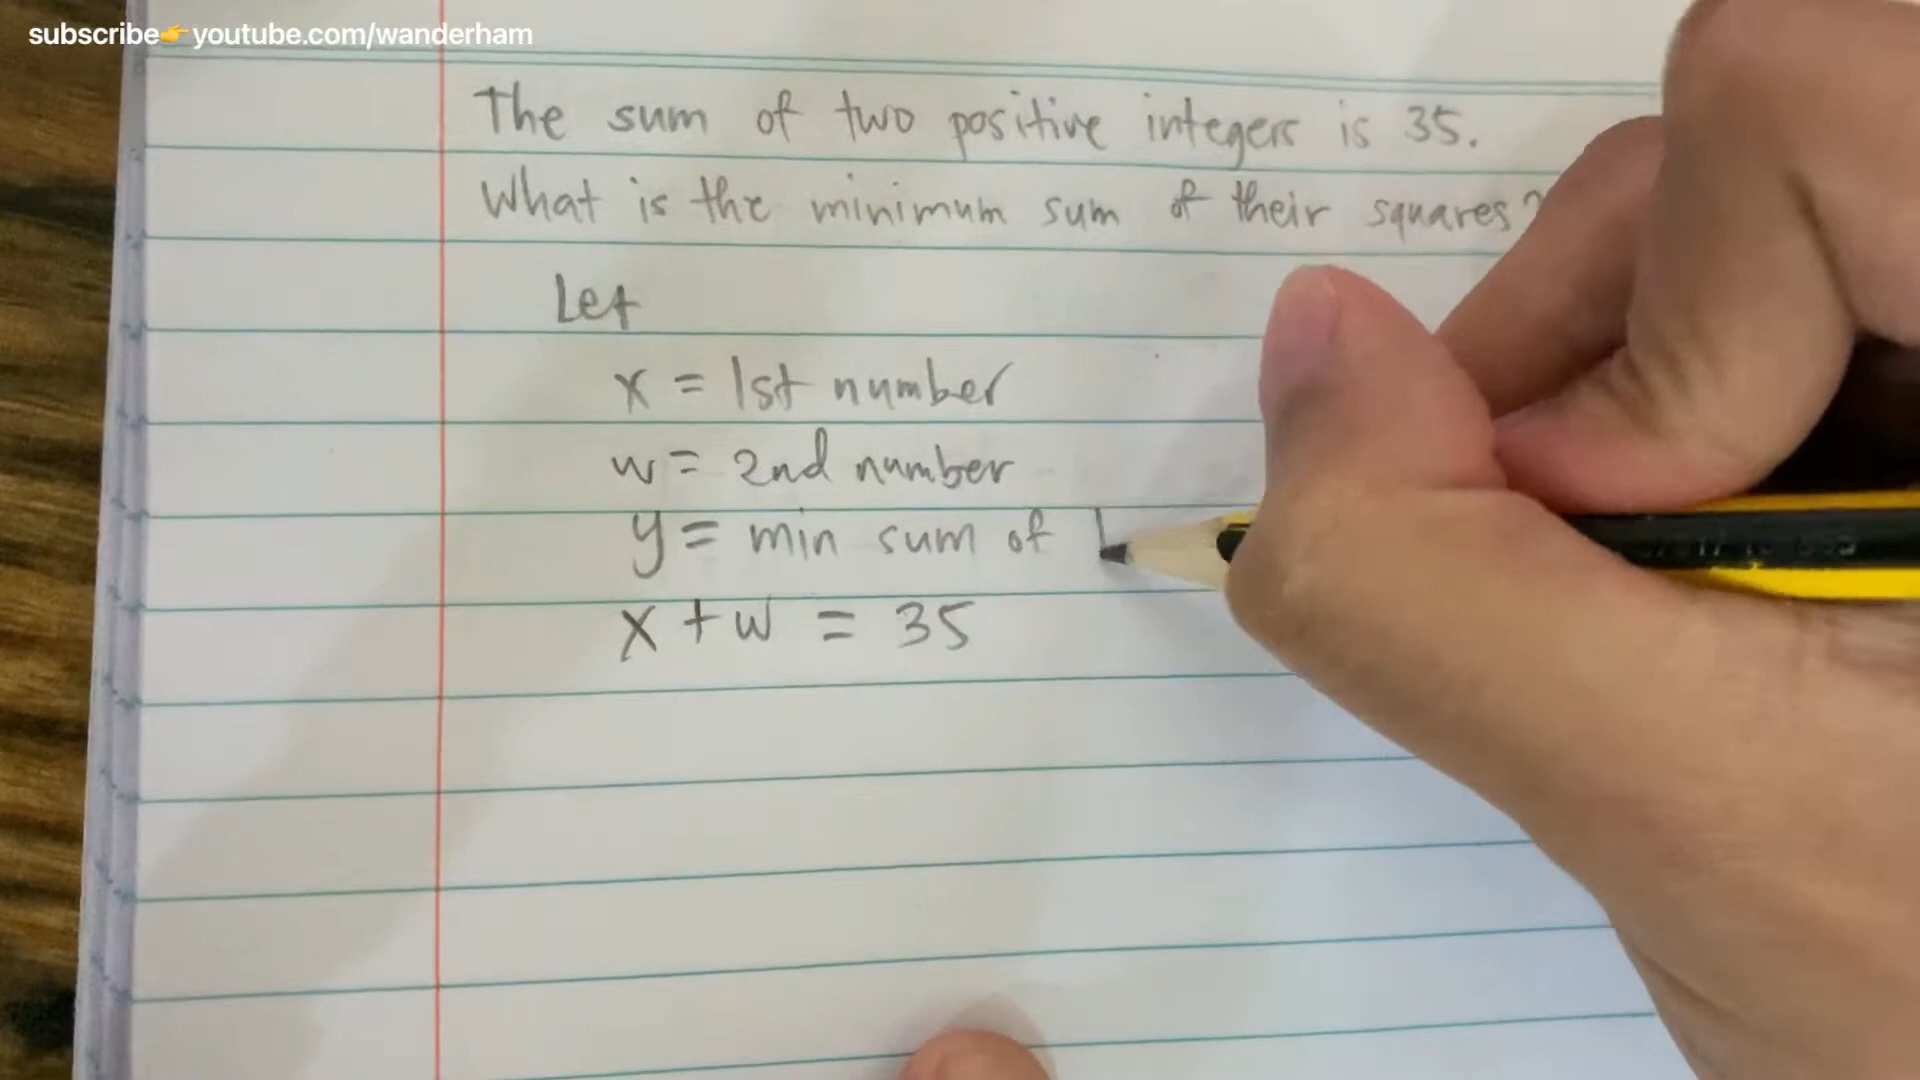 subscribe👉youtube.com/wanderham
The sum of two positive integers is 35.
What is the minimum sum of their squares?
Let
x = 1st number
w = 2nd number
y = min sum of
x + w = 35